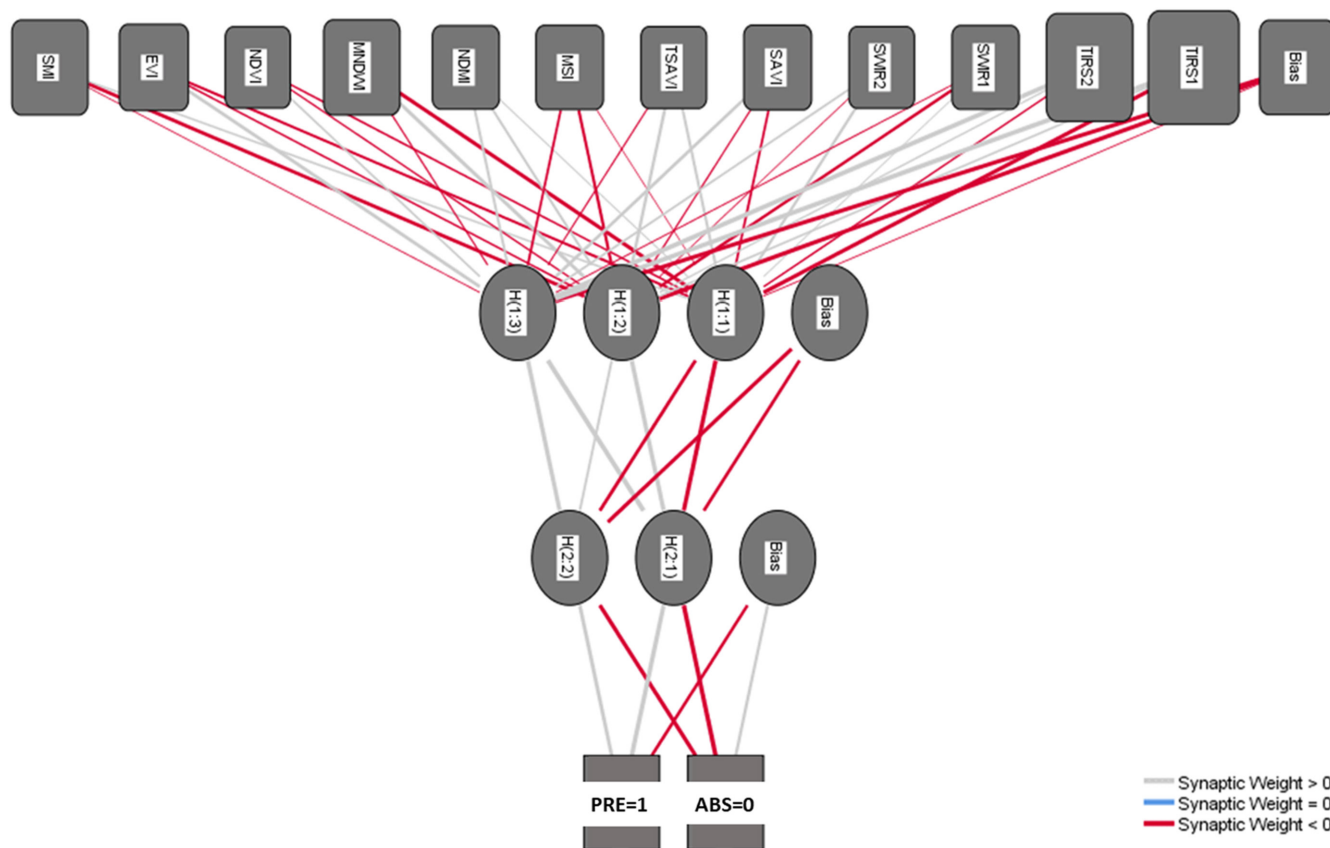 SMI
EVI
NDVI
MNDWI
NDMI
MSI
TSAVI
SAVI
SWIR2
SWIR1
TIRS2
TIRS1
Bias
H(1:3)
H(1:2)
H(1:1)
Bias
H(2:2)
H(2:1)
Bias
PRE=1
ABS=0
Synaptic Weight > 0
Synaptic Weight = 0
Synaptic Weight < 0